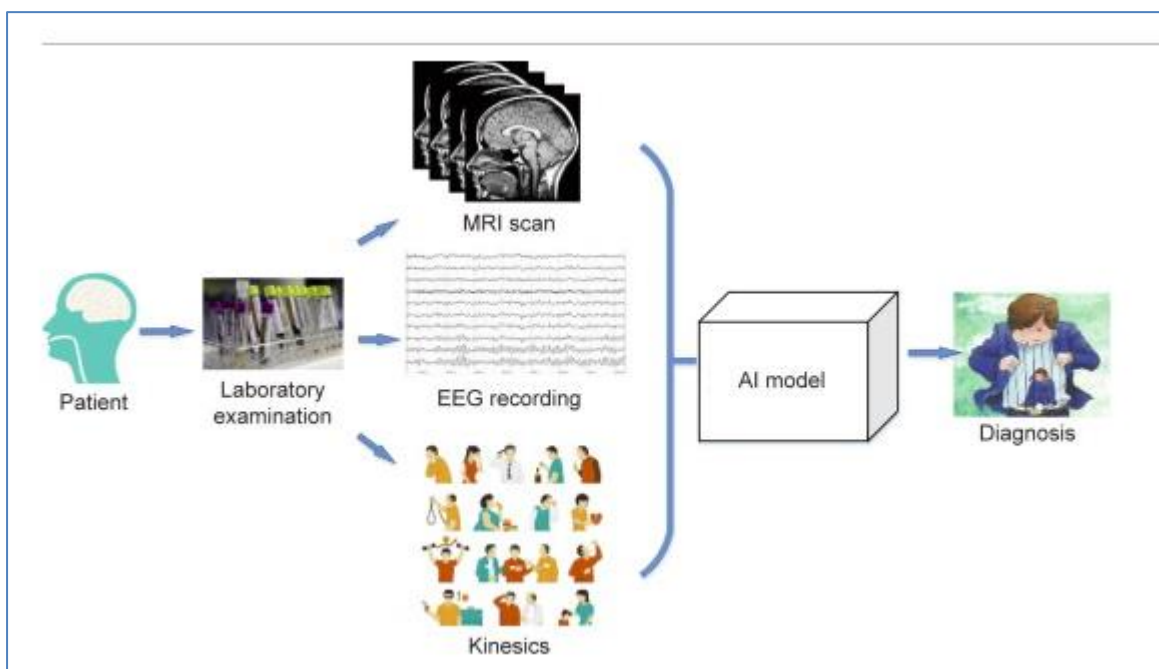 MRI scan
Patient
Laboratory
examination
EEG recording
Kinesics
AI model
Diagnosis